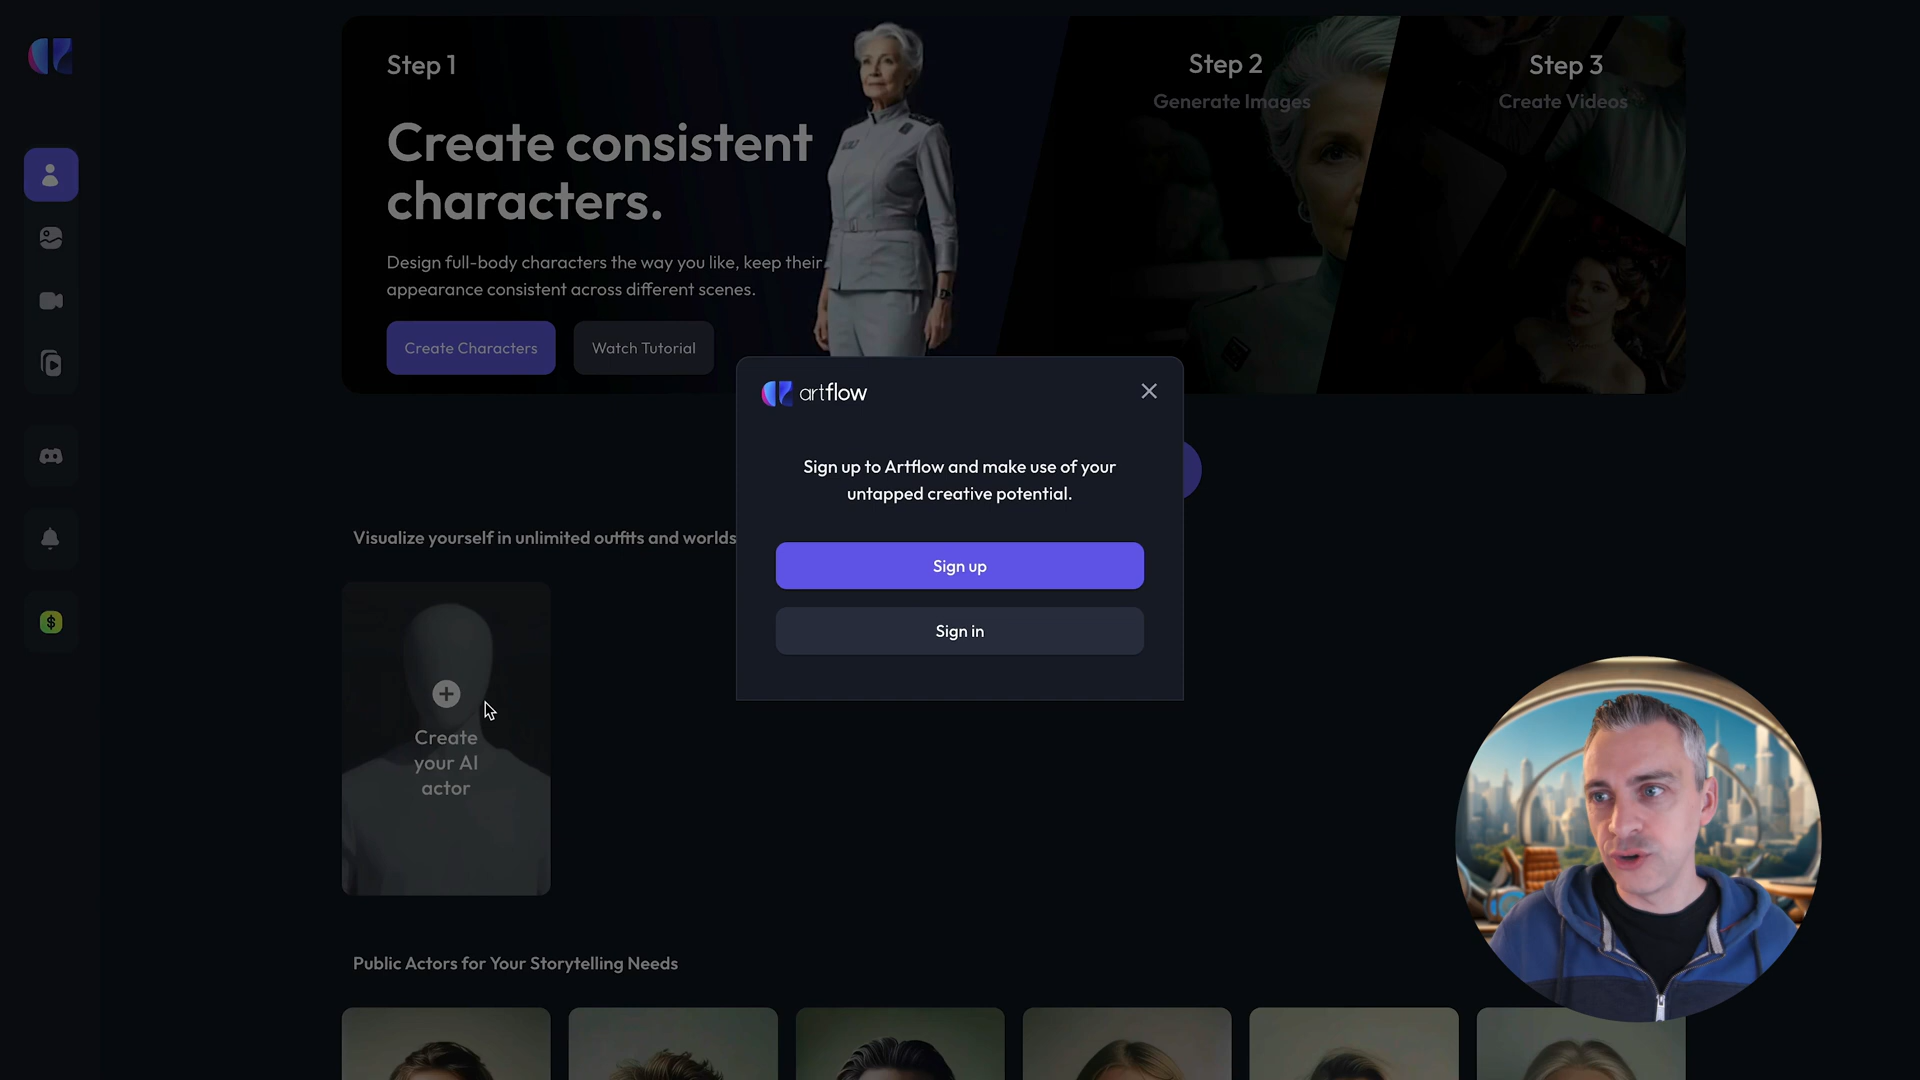 Step 1
Create consistent
characters.
Design full-body characters the way you like, keep their
appearance consistent across different scenes.
Create Characters
Watch Tutorial
Step 2
Generate Images
Step 3
Create Videos
artflow
Sign up to Artflow and make use of your
untapped creative potential.
Sign up
Sign in
Visualize yourself in unlimited outfits and worlds
Create
your AI
actor
Public Actors for Your Storytelling Needs